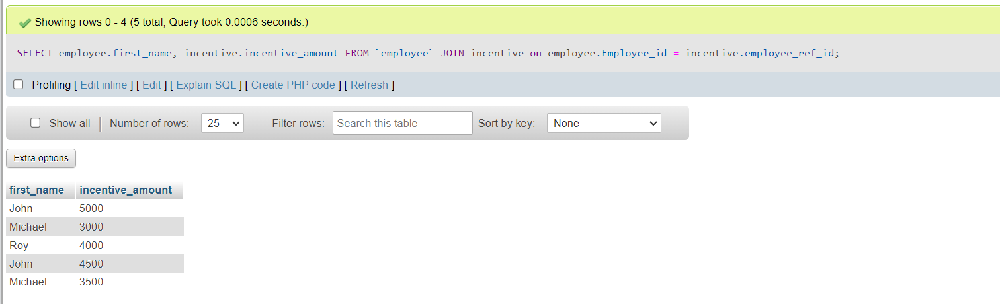 Showing rows 0 - 4 (5 total, Query took 0.0006 seconds.)
SELECT employee.first_name, incentive.incentive_amount FROM `employee` JOIN incentive on employee.Employee_id = incentive.employee_ref_id;
Profiling [ Edit inline ] [ Edit ] [ Explain SQL ] [ Create PHP code ] [ Refresh ]
Show all | Number of rows: 25 Filter rows: Search this table Sort by key: None
Extra options
first_name incentive_amount
John 5000
Michael 3000
Roy 4000
John 4500
Michael 3500